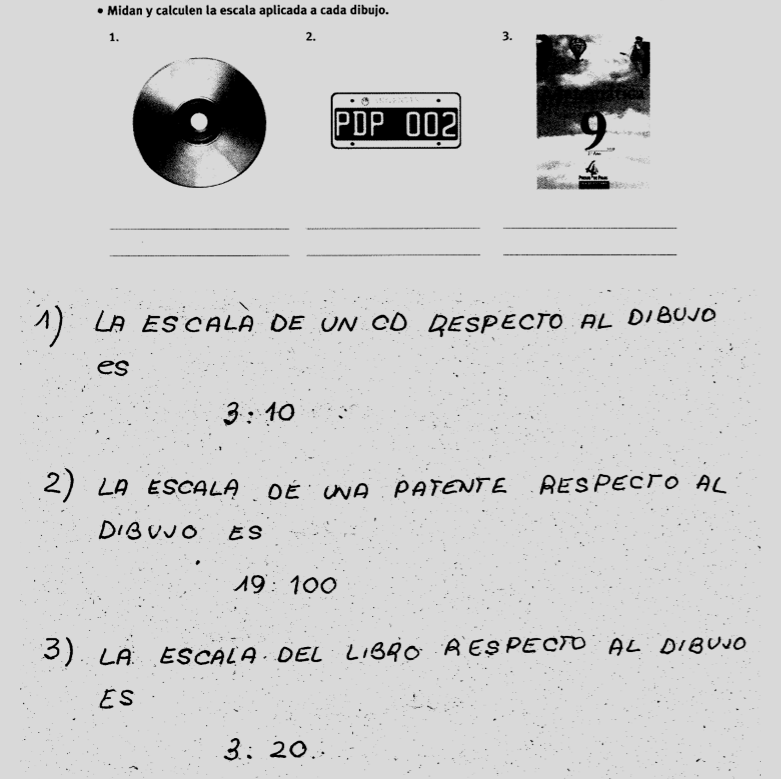 • Midan y calculen la escala aplicada a cada dibujo.
1. 2. 3.
PDP 002
9
4
1) LA ESCALA DE UN CD RESPECTO AL DIBUJO
es
3:10
2) LA ESCALA DE UNA PATENTE RESPECTO AL
DIBUJO ES
19:100
3) LA ESCALA DEL LIBRO RESPECTO AL DIBUJO
ES
3:20